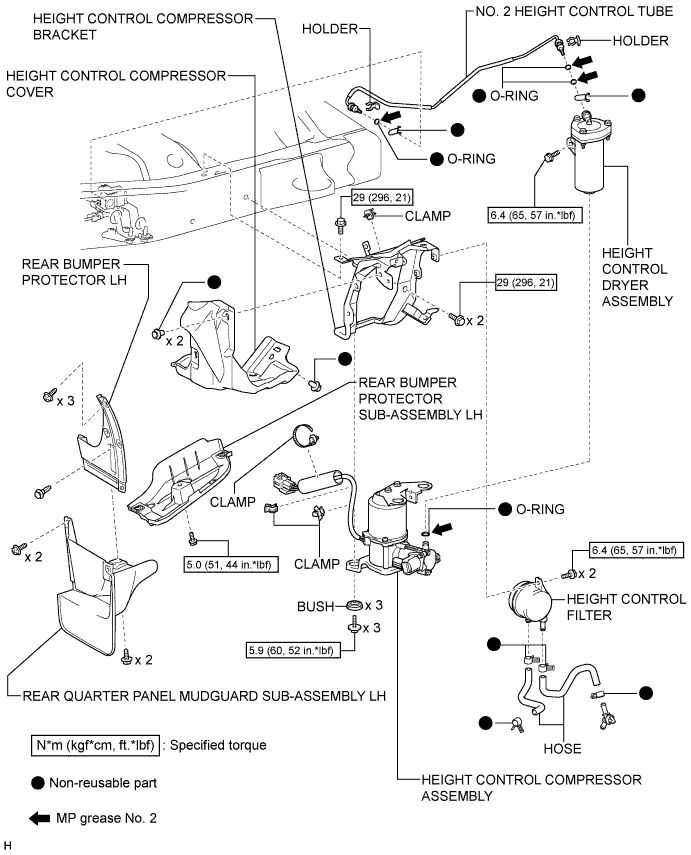 HEIGHT CONTROL COMPRESSOR
BRACKET
HOLDER
NO. 2 HEIGHT CONTROL TUBE
HOLDER
HEIGHT CONTROL COMPRESSOR
COVER
O-RING
O-RING
29 (296, 21)
CLAMP
6.4 (65, 57 in.*lbf)
HEIGHT
CONTROL
DRYER
ASSEMBLY
REAR BUMPER
PROTECTOR LH
29 (296, 21)
x 2
x 2
REAR BUMPER
PROTECTOR
SUB-ASSEMBLY LH
x 3
CLAMP
O-RING
x 2
5.0 (51, 44 in.*lbf)
CLAMP
6.4 (65, 57 in.*lbf)
x 2
BUSH
x 3
HEIGHT CONTROL
FILTER
x 3
5.9 (60, 52 in.*lbf)
x 2
REAR QUARTER PANEL MUDGUARD SUB-ASSEMBLY LH
HOSE
N*m (kgf*cm, ft.*lbf) : Specified torque
Non-reusable part
HEIGHT CONTROL COMPRESSOR
ASSEMBLY
MP grease No. 2
H